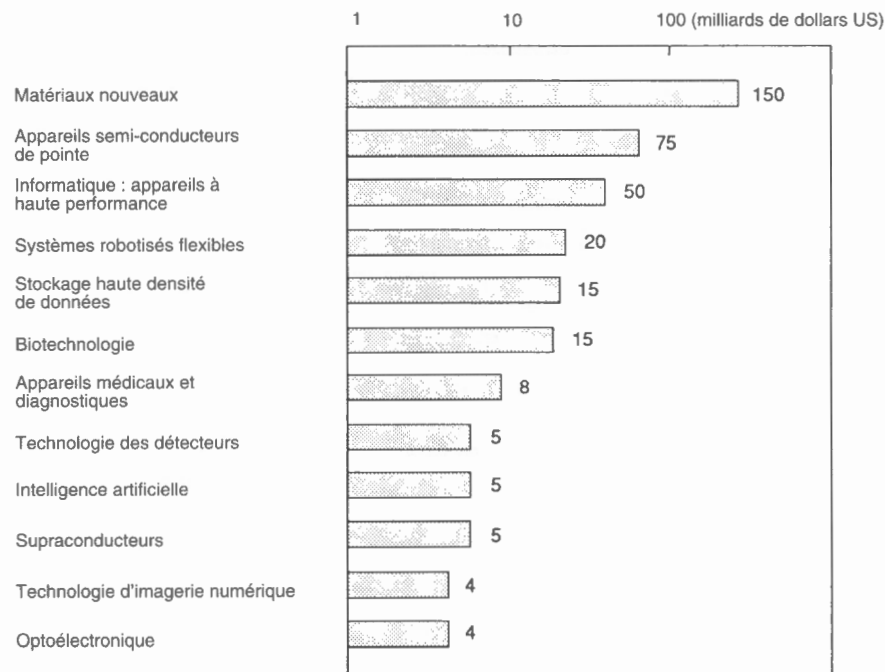 1 10 100 (milliards de dollars US)
Matériaux nouveaux 150
Appareils semi-conducteurs
de pointe 75
Informatique : appareils à
haute performance 50
Systèmes robotisés flexibles 20
Stockage haute densité
de données 15
Biotechnologie 15
Appareils médicaux et
diagnostiques 8
Technologie des détecteurs 5
Intelligence artificielle 5
Supraconducteurs 5
Technologie d'imagerie numérique 4
Optoélectronique 4